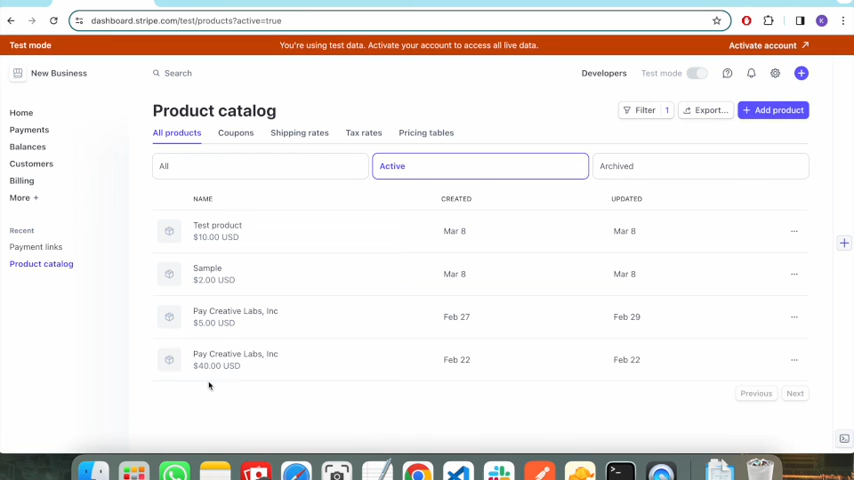 dashboard.stripe.com/test/products?active=true
K
Test mode
You're using test data. Activate your account to access all live data.
Activate account
New Business
Search
Developers
Test mode
Home
Payments
Balances
Customers
Billing
More +
Recent
Payment links
Product catalog
Product catalog
Filter 1
Export...
+ Add product
All products
Coupons
Shipping rates
Tax rates
Pricing tables
All
Active
Archived
NAME CREATED UPDATED
Test product
$10.00 USD
Mar 8
Mar 8
Sample
$2.00 USD
Mar 8
Mar 8
Pay Creative Labs, Inc
$5.00 USD
Feb 27
Feb 29
Pay Creative Labs, Inc
$40.00 USD
Feb 22
Feb 22
Previous
Next